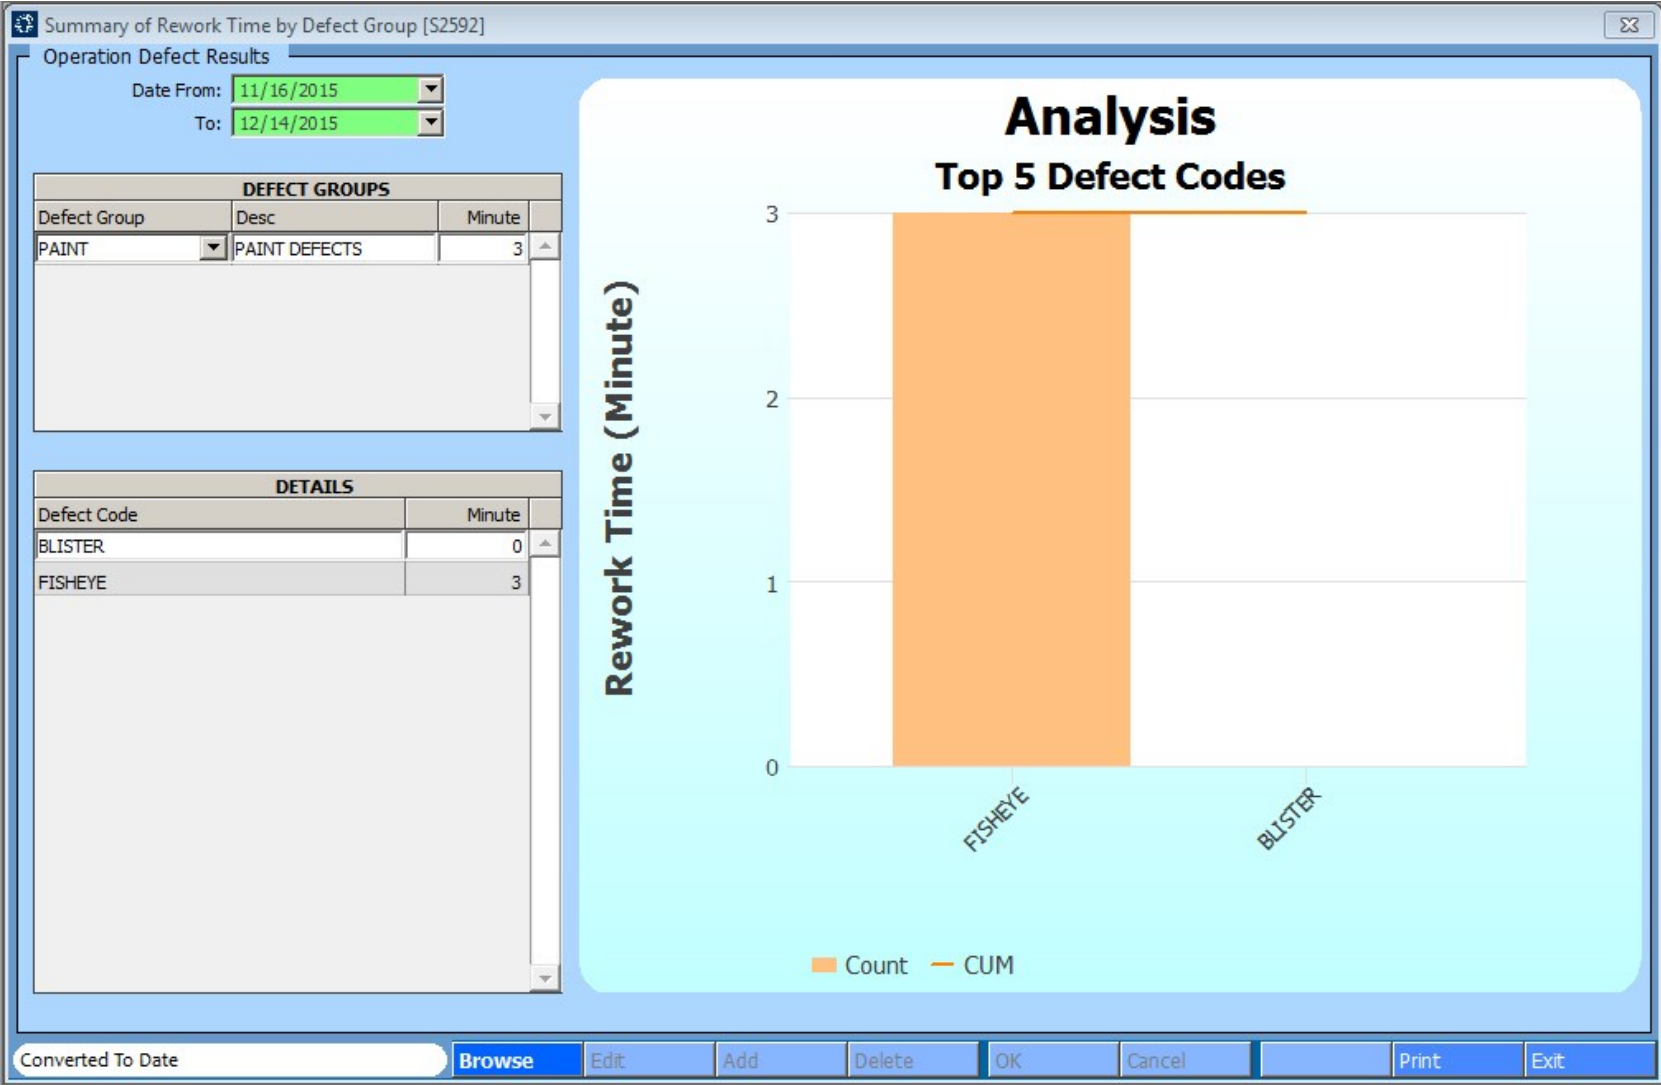 Summary of Rework Time by Defect Group [S2592]
Operation Defect Results
Date From: 11/16/2015
To: 12/14/2015
DEFECT GROUPS
Defect Group Desc Minute
PAINT PAINT DEFECTS 3
DETAILS
Defect Code Minute
BLISTER 0
FISHEYE 3
Analysis
Top 5 Defect Codes
Rework Time (Minute)
3
2
1
0
FISHEYE BLISTER
Count CUM
Converted To Date Browse Edit Add Delete OK Cancel Print Exit